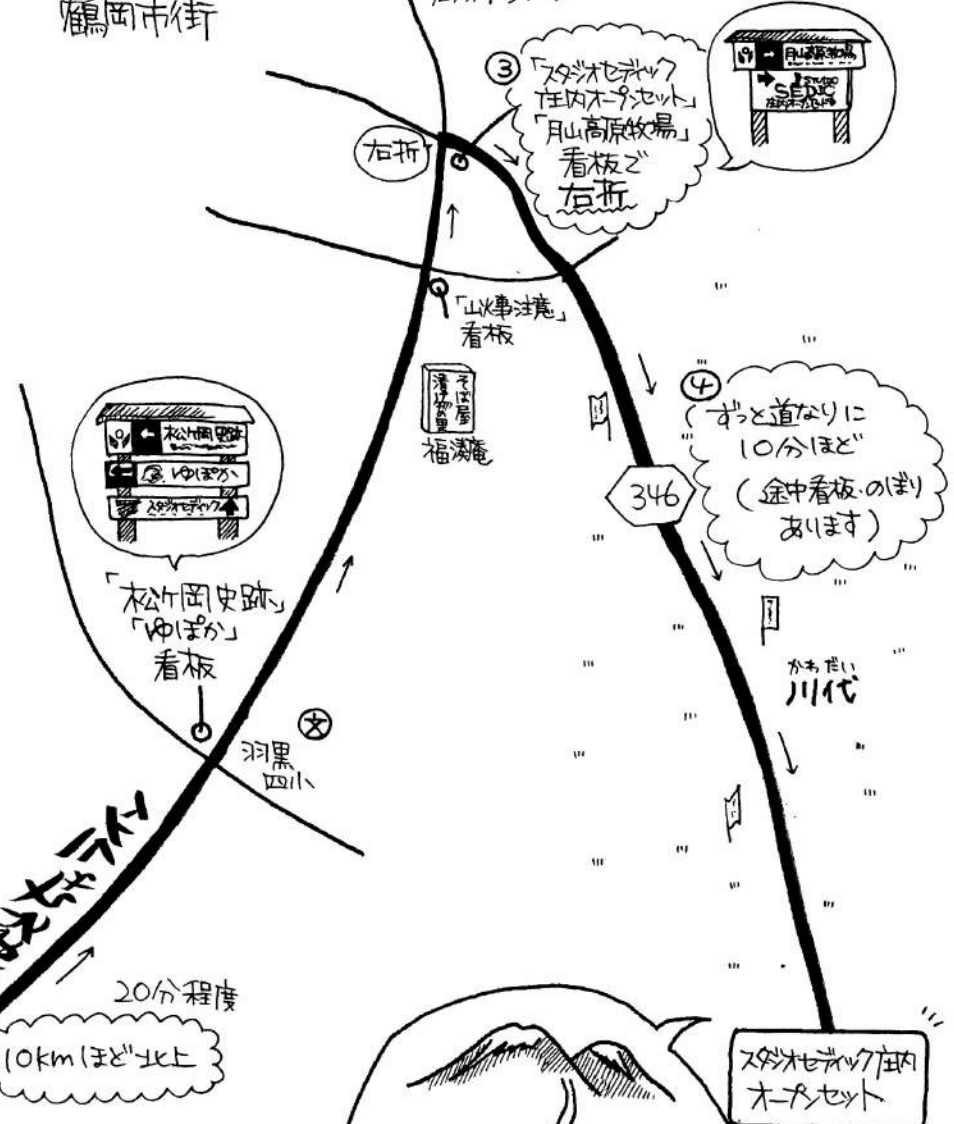 鶴岡市街
③
「スタジオセディック
庄内オープンセット」
「月山高原牧場」
看板で
右折
月山高原牧場
STUDIO
SEDIC
庄内オープンセット
右折
「山火事注意」
看板
そば屋
漬け物の里
福湊庵
④
ずっと道なりに
10分ほど
(途中看板・のぼり
あります)
346
松ヶ岡史跡
ゆぽか
スタジオセディック
「松ケ岡史跡」
「ゆぽか」
看板
文
羽黒
四小
かわだい
川代
20分程度
10kmほど北上
スタジオセディック庄内
オープンセット